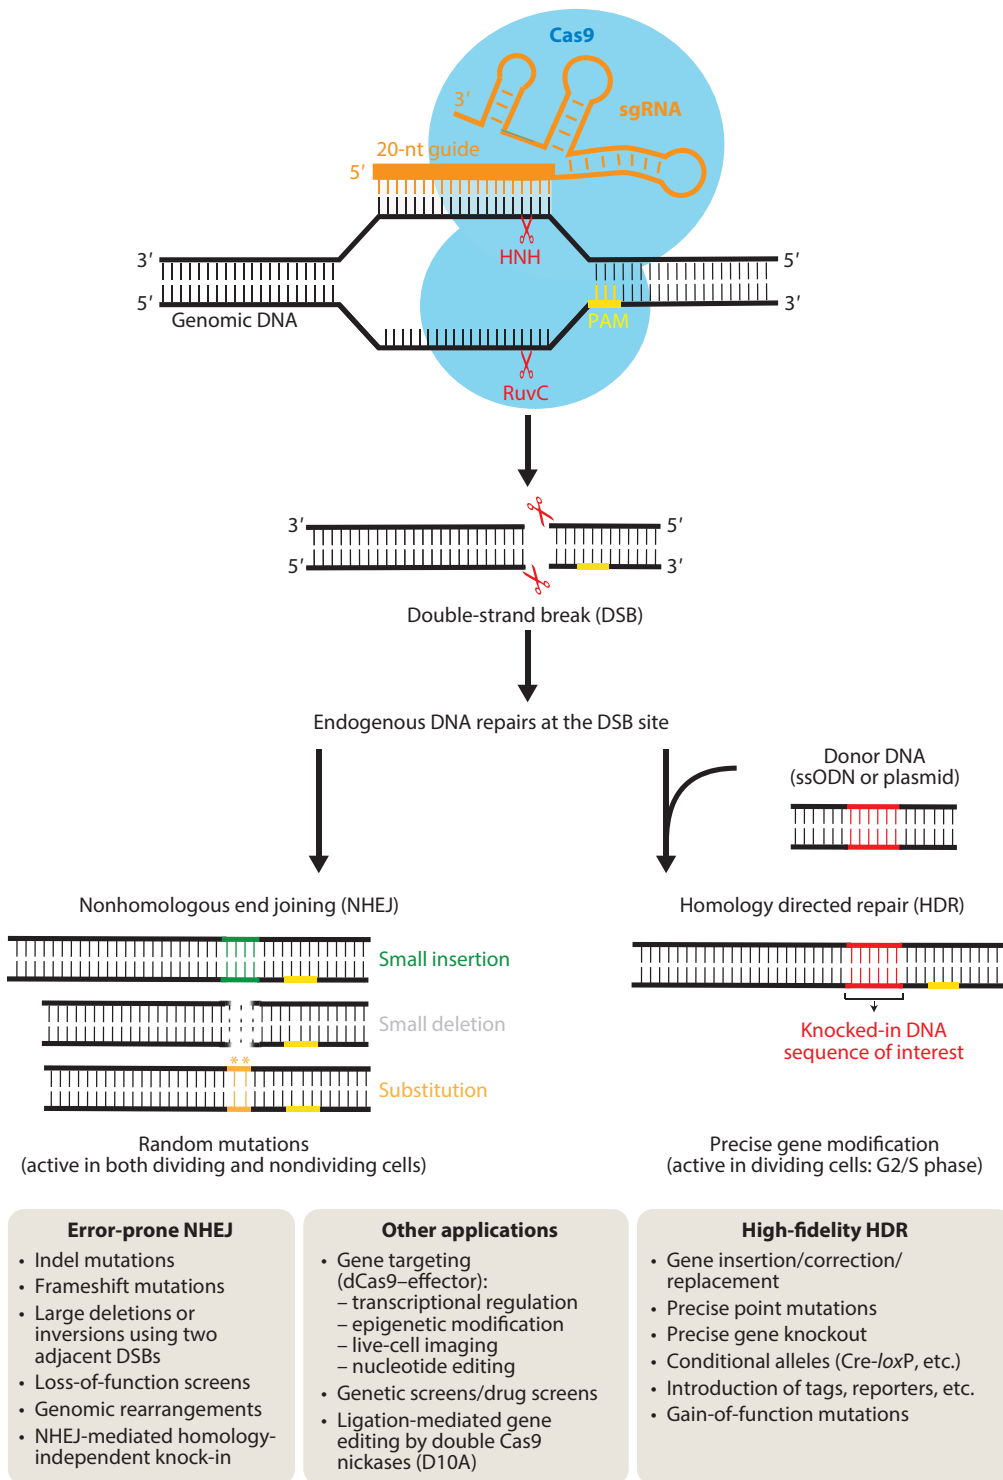 Cas9
3′
sgRNA
20-nt guide
5′
HNH
3′
5′
5′
3′
Genomic DNA
PAM
RuvC
3′
5′
5′
3′
Double-strand break (DSB)
Endogenous DNA repairs at the DSB site
Donor DNA
(ssODN or plasmid)
Nonhomologous end joining (NHEJ)
Small insertion
Small deletion
**
Substitution
Random mutations
(active in both dividing and nondividing cells)
Homology directed repair (HDR)
Knocked-in DNA
sequence of interest
Precise gene modification
(active in dividing cells: G2/S phase)
Error-prone NHEJ
• Indel mutations
• Frameshift mutations
• Large deletions or
inversions using two
adjacent DSBs
• Loss-of-function screens
• Genomic rearrangements
• NHEJ-mediated homology-
independent knock-in
Other applications
• Gene targeting
(dCas9–effector):
– transcriptional regulation
– epigenetic modification
– live-cell imaging
– nucleotide editing
• Genetic screens/drug screens
• Ligation-mediated gene
editing by double Cas9
nickases (D10A)
High-fidelity HDR
• Gene insertion/correction/
replacement
• Precise point mutations
• Precise gene knockout
• Conditional alleles (Cre-loxP, etc.)
• Introduction of tags, reporters, etc.
• Gain-of-function mutations